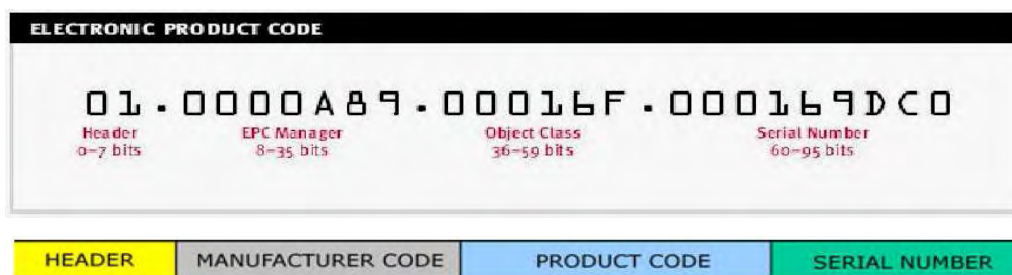 ELECTRONIC PRODUCT CODE
01.0000A89.00016F.000169DC0
Header EPC Manager Object Class Serial Number
0-7 bits 8-35 bits 36-59 bits 60-95 bits
HEADER MANUFACTURER CODE PRODUCT CODE SERIAL NUMBER